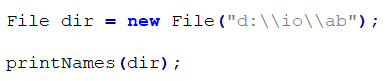 File dir = new File("d:\\io\\ab");
printNames(dir);